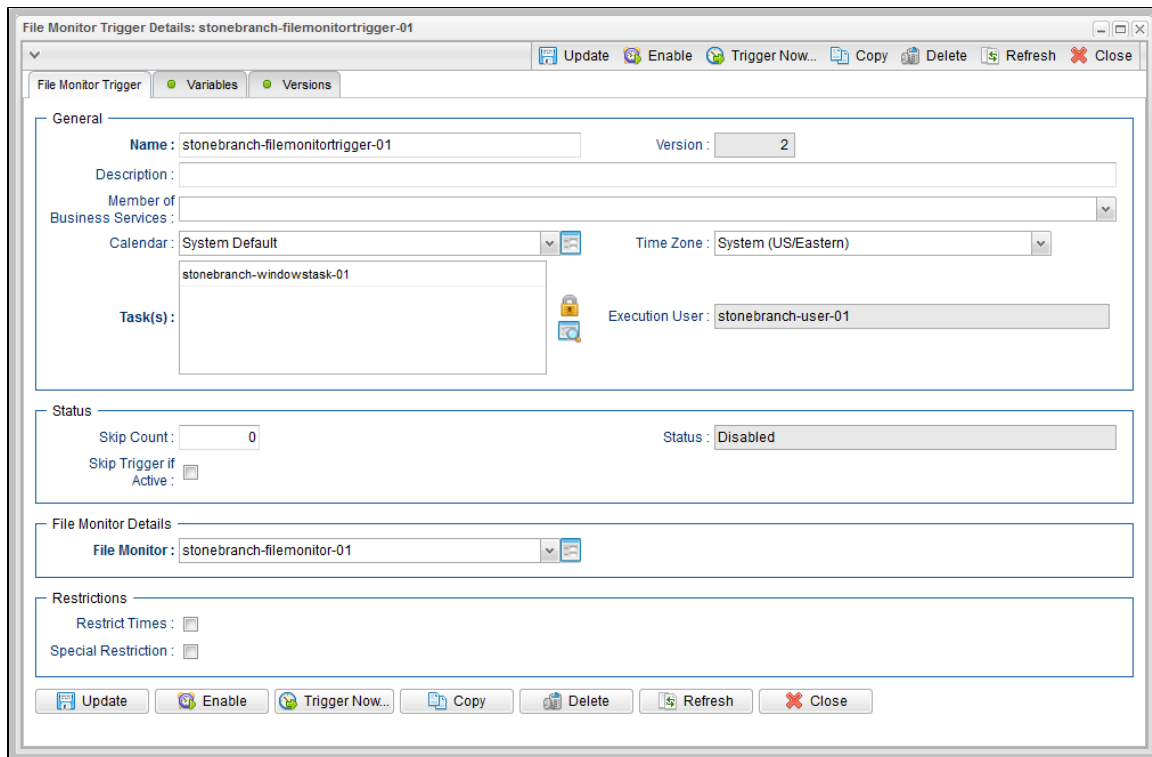 File Monitor Trigger Details: stonebranch-filemonitortrigger-01
Update Enable Trigger Now... Copy Delete Refresh Close
File Monitor Trigger Variables Versions
General
Name : stonebranch-filemonitortrigger-01 Version : 2
Description :
Member of
Business Services :
Calendar : System Default Time Zone : System (US/Eastern)
stonebranch-windowstask-01
Task(s) : Execution User : stonebranch-user-01
Status
Skip Count : 0 Status : Disabled
Skip Trigger if
Active :
File Monitor Details
File Monitor : stonebranch-filemonitor-01
Restrictions
Restrict Times :
Special Restriction :
Update Enable Trigger Now... Copy Delete Refresh Close